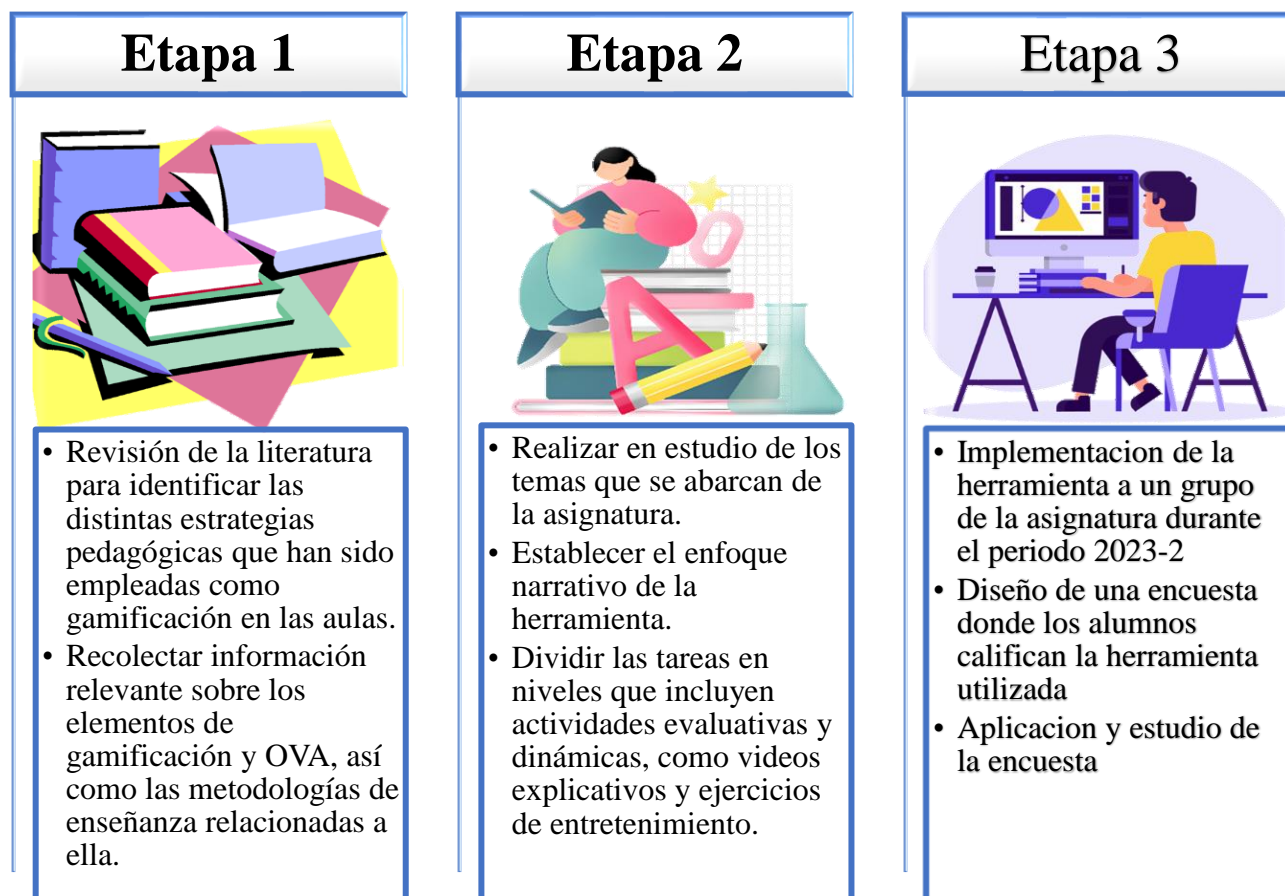 Etapa 1
• Revisión de la literatura
para identificar las
distintas estrategias
pedagógicas que han sido
empleadas como
gamificación en las aulas.
• Recolectar información
relevante sobre los
elementos de
gamificación y OVA, así
como las metodologías de
enseñanza relacionadas a
ella.
Etapa 2
• Realizar en estudio de los
temas que se abarcan de
la asignatura.
• Establecer el enfoque
narrativo de la
herramienta.
• Dividir las tareas en
niveles que incluyen
actividades evaluativas y
dinámicas, como videos
explicativos y ejercicios
de entretenimiento.
Etapa 3
• Implementacion de la
herramienta a un grupo
de la asignatura durante
el periodo 2023-2
• Diseño de una encuesta
donde los alumnos
califican la herramienta
utilizada
• Aplicacion y estudio de
la encuesta